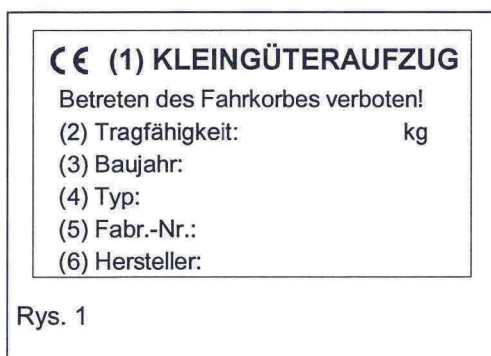 CE (1) KLEINGÜTERAUFZUG
Betreten des Fahrkorbes verboten!
(2) Tragfähigkeit: kg
(3) Baujahr:
(4) Typ:
(5) Fabr.-Nr.:
(6) Hersteller:
Rys. 1